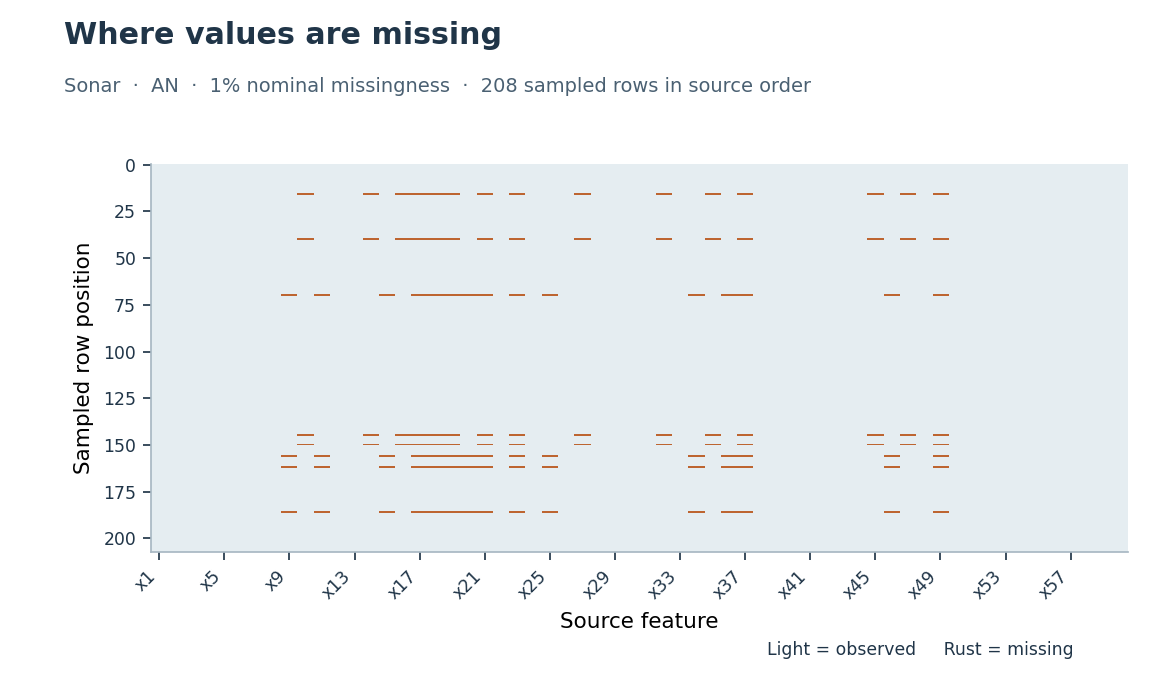 Where values are missing
Sonar · AN · 1% nominal missingness · 208 sampled rows in source order
Sampled row position
0
25
50
75
100
125
150
175
200
x1 x5 x9 x13 x17 x21 x25 x29 x33 x37 x41 x45 x49 x53 x57
Source feature
Light = observed Rust = missing